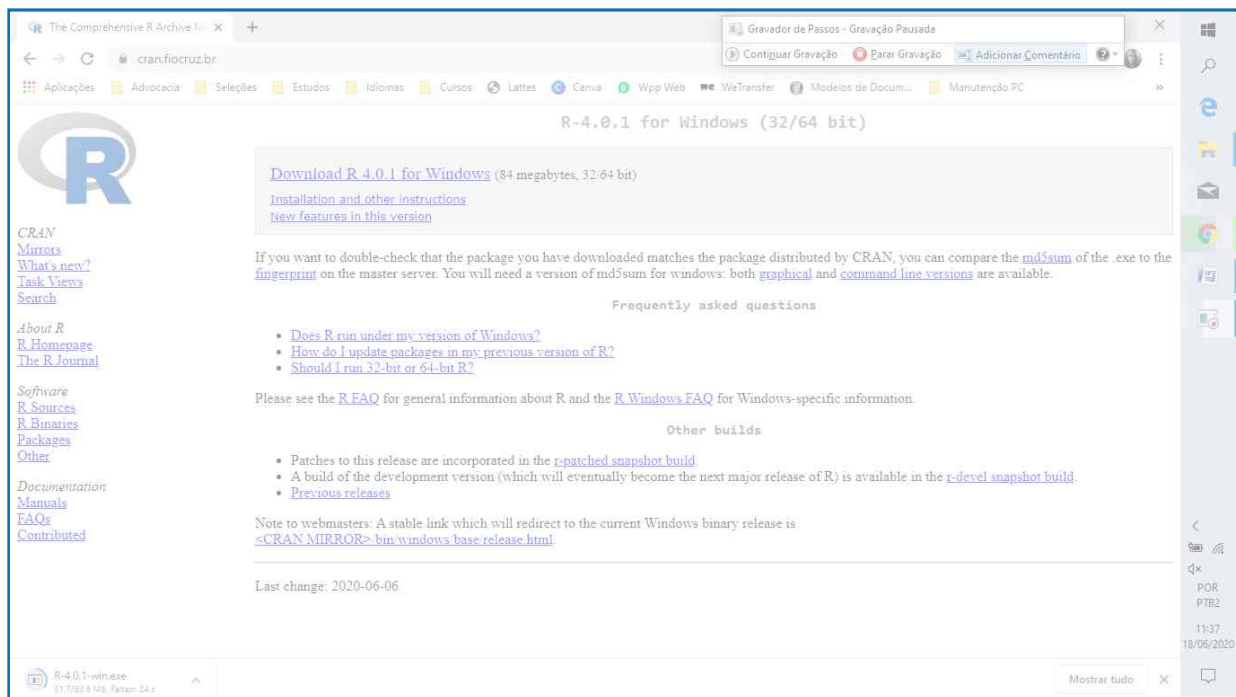 The Comprehensive R Archive N
Gravador de Passos - Gravação Pausada
Continuar Gravação Parar Gravação Adicionar Comentário
cran.fiocruz.br
Aplicações Advocacia Seleções Estudos Idiomas Cursos Lattes Canva Wpp Web WeTransfer Modelos de Docum... Manutenção PC
R-4.0.1 for Windows (32/64 bit)
Download R 4.0.1 for Windows (84 megabytes, 32/64 bit)
Installation and other instructions
New features in this version
CRAN
Mirrors
What's new?
Task Views
Search
About R
R Homepage
The R Journal
Software
R Sources
R Binaries
Packages
Other
Documentation
Manuals
FAQs
Contributed
If you want to double-check that the package you have downloaded matches the package distributed by CRAN, you can compare the md5sum of the .exe to the
fingerprint on the master server. You will need a version of md5sum for windows: both graphical and command line versions are available.
Frequently asked questions
Does R run under my version of Windows?
How do I update packages in my previous version of R?
Should I run 32-bit or 64-bit R?
Please see the R FAQ for general information about R and the R Windows FAQ for Windows-specific information.
Other builds
Patches to this release are incorporated in the r-patched snapshot build.
A build of the development version (which will eventually become the next major release of R) is available in the r-devel snapshot build.
Previous releases
Note to webmasters: A stable link which will redirect to the current Windows binary release is
<CRAN MIRROR>/bin/windows/base/release.html.
Last change: 2020-06-06
R-4.0.1-win.exe
31.7/83.6 MB, Faltam 24 s
Mostrar tudo
POR
PTB2
11:37
18/06/2020